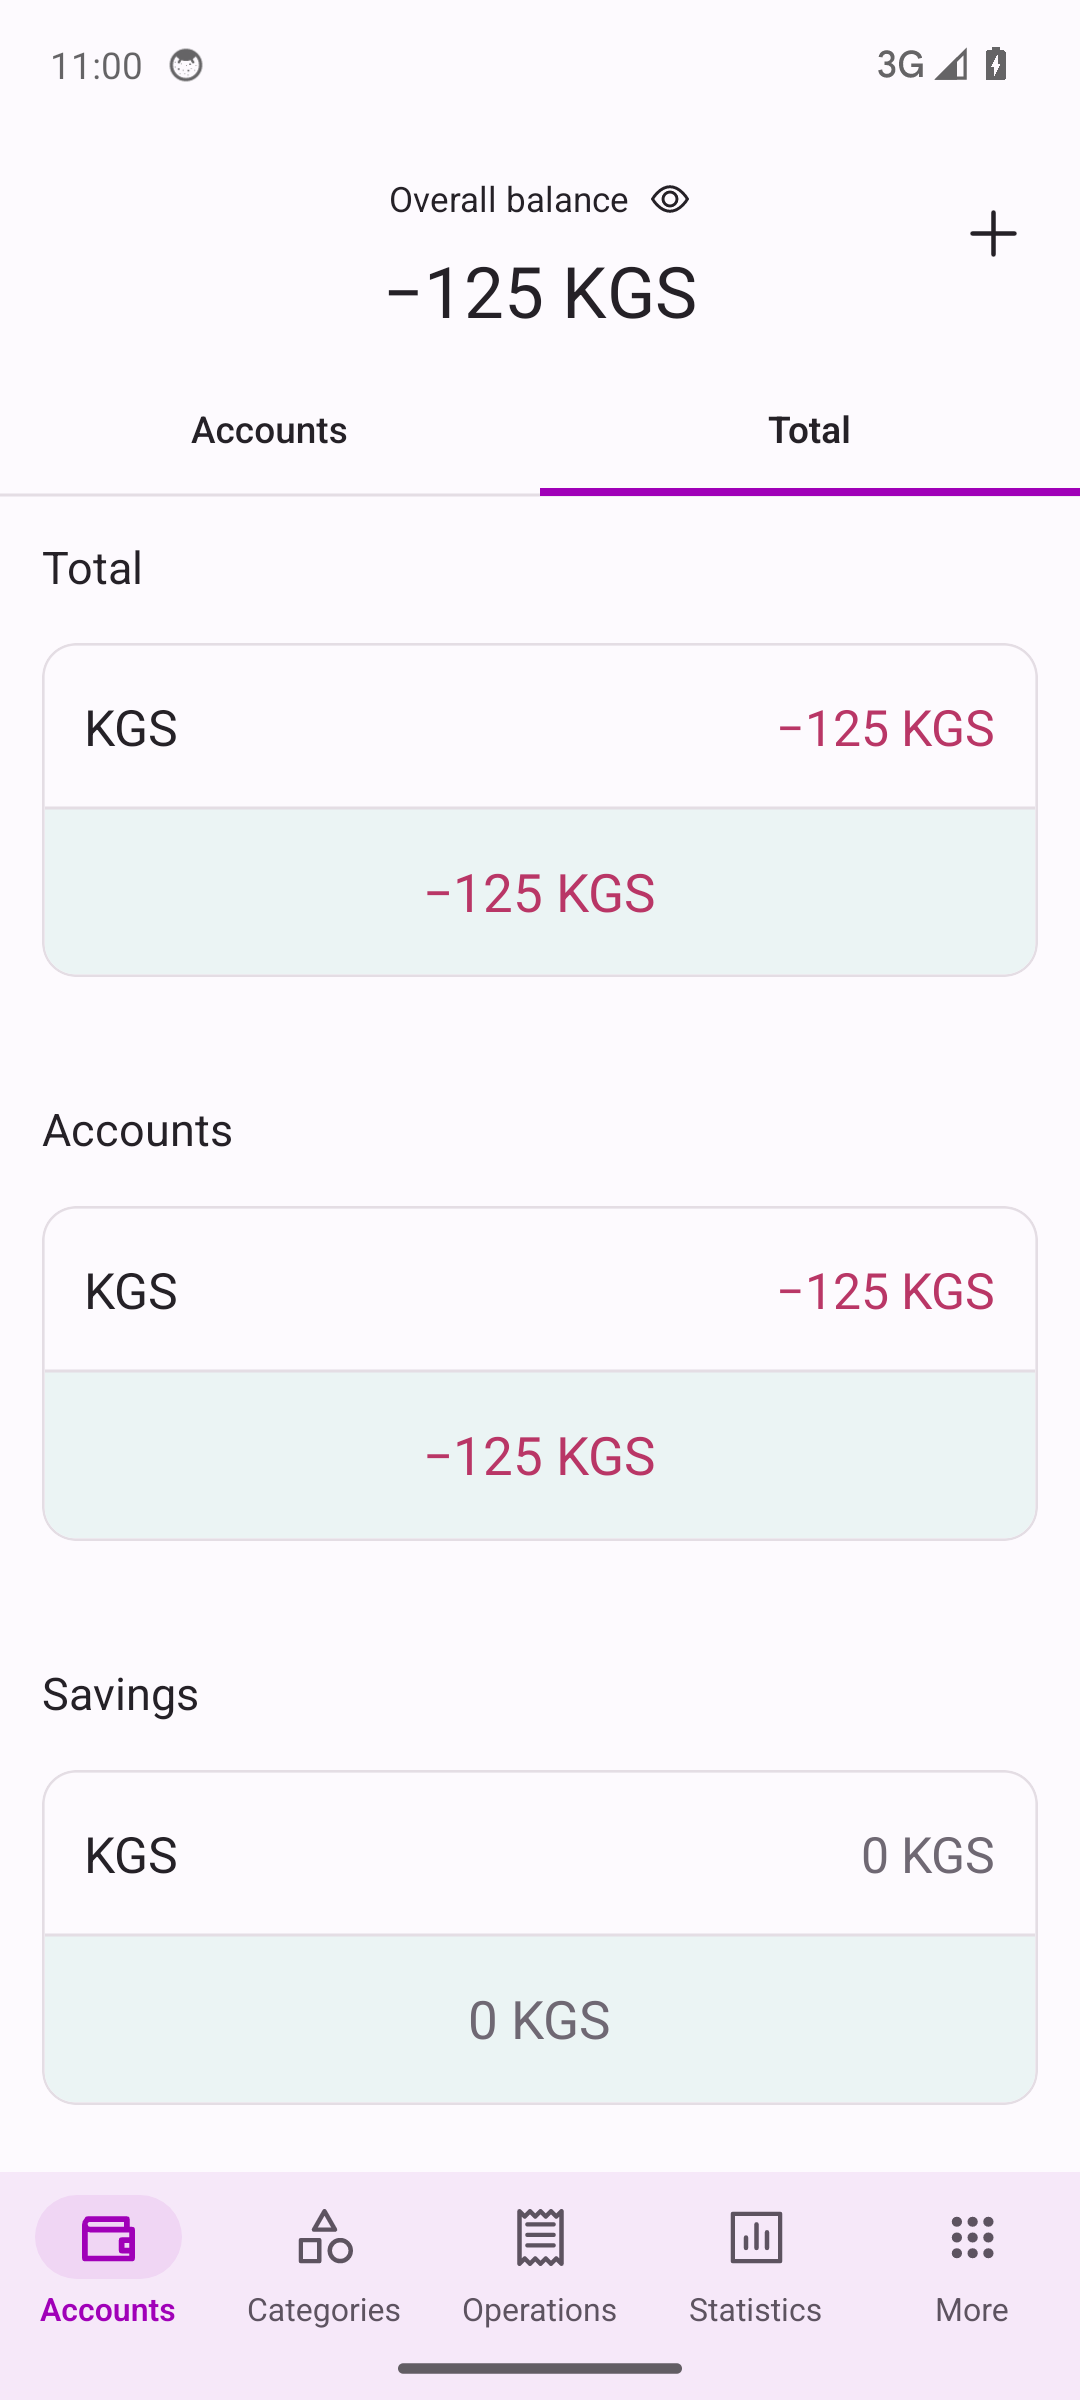 11:00
3G
Overall balance
−125 KGS
Accounts
Total
Total
KGS
−125 KGS
−125 KGS
Accounts
KGS
−125 KGS
−125 KGS
Savings
KGS
0 KGS
0 KGS
Accounts
Categories
Operations
Statistics
More